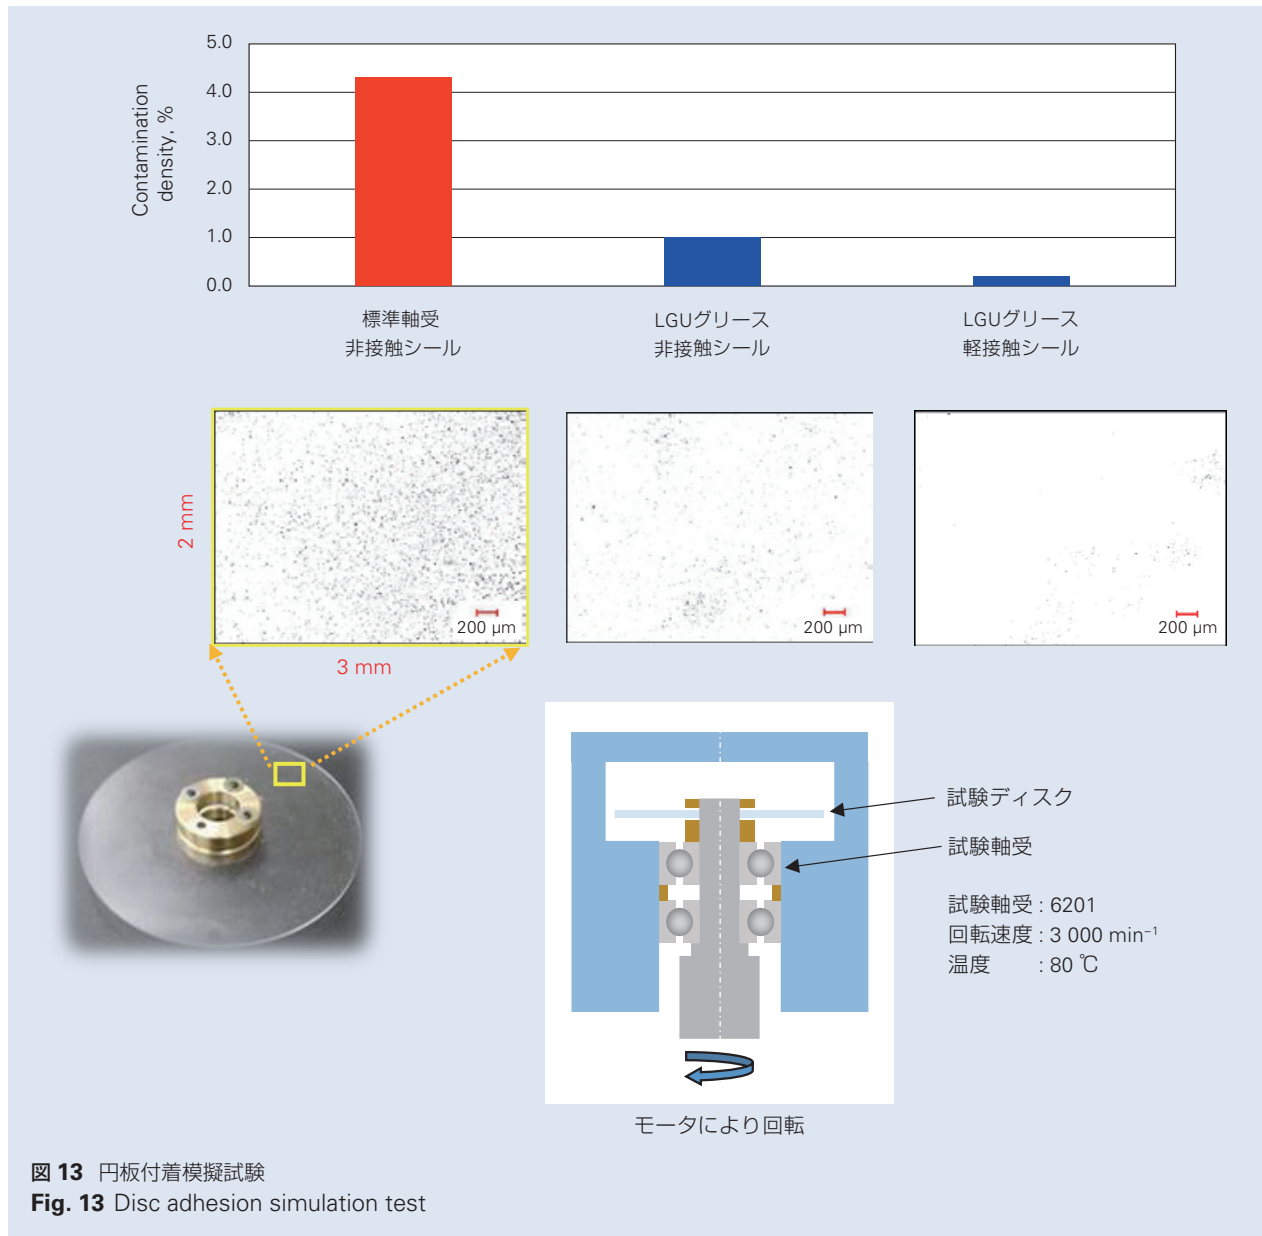 5.0
4.0
3.0
2.0
1.0
0.0
Contamination
density, %
標準軸受
非接触シール
LGUグリース
非接触シール
LGUグリース
軽接触シール
2 mm
3 mm
200 µm
200 µm
200 µm
試験ディスク
試験軸受
試験軸受 : 6201
回転速度 : 3 000 min⁻¹
温度 : 80 ℃
モータにより回転
図 13 円板付着模擬試験
Fig. 13 Disc adhesion simulation test